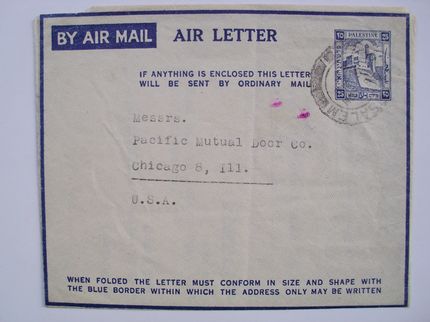 BY AIR MAIL AIR LETTER
PALESTINE
IF ANYTHING IS ENCLOSED THIS LETTER
WILL BE SENT BY ORDINARY MAIL
Messrs.
Pacific Mutual Door Co.
Chicago 8, Ill.
U.S.A.
WHEN FOLDED THE LETTER MUST CONFORM IN SIZE AND SHAPE WITH
THE BLUE BORDER WITHIN WHICH THE ADDRESS ONLY MAY BE WRITTEN